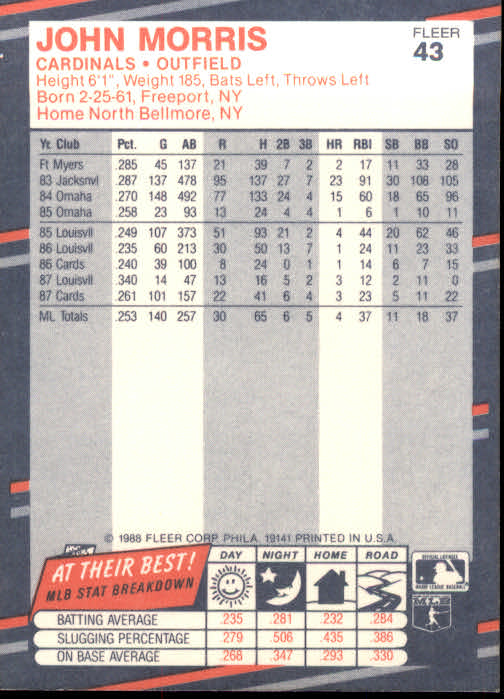 JOHN MORRIS
FLEER
43
CARDINALS • OUTFIELD
Height 6'1", Weight 185, Bats Left, Throws Left
Born 2-25-61, Freeport, NY
Home North Bellmore, NY
Yr. Club Pct. G AB R H 2B 3B HR RBI SB BB SO
Ft Myers .285 45 137 21 39 7 2 2 17 11 33 28
83 Jacksnvl .287 137 478 95 137 27 7 23 91 30 108 105
84 Omaha .270 148 492 77 133 24 4 15 60 18 65 96
85 Omaha .258 23 93 13 24 4 4 1 6 1 10 11
85 Louisvil .249 107 373 51 93 21 2 4 44 20 62 46
86 Louisvil .235 60 213 30 50 13 7 1 24 11 23 33
86 Cards .240 39 100 8 24 0 1 1 14 6 7 15
87 Louisvil .340 14 47 13 16 5 2 3 12 2 11 0
87 Cards .261 101 157 22 41 6 4 3 23 5 11 22
ML Totals .253 140 257 30 65 6 5 4 37 11 18 37
© 1988 FLEER CORP. PHILA. 19141 PRINTED IN U.S.A.
AT THEIR BEST!
MLB STAT BREAKDOWN
DAY NIGHT HOME ROAD
BATTING AVERAGE .235 .281 .232 .284
SLUGGING PERCENTAGE .279 .506 .435 .386
ON BASE AVERAGE .268 .347 .293 .330
MAJOR LEAGUE BASEBALL